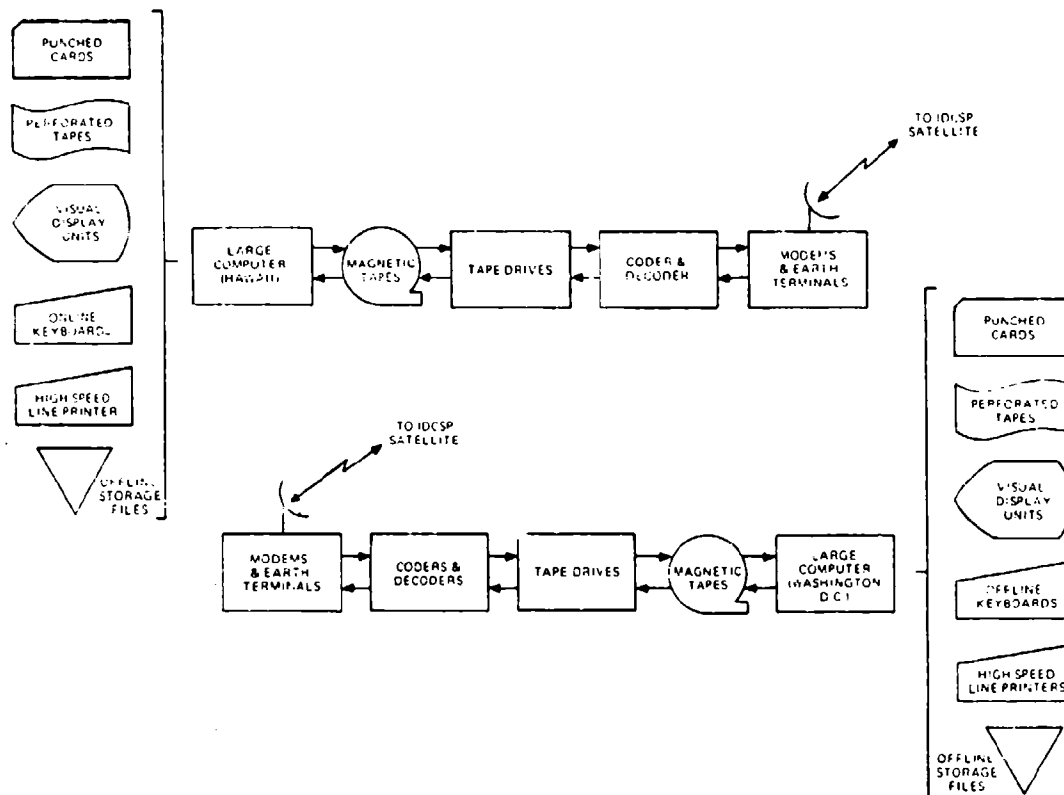 PUNCHED
CARDS
PERFORATED
TAPES
VISUAL
DISPLAY
UNITS
ONLINE
KEYBOARDS
HIGH SPEED
LINE PRINTER
OFFLINE
STORAGE
FILES
LARGE
COMPUTER
(HAWAII)
MAGNETIC
TAPES
TAPE DRIVES
CODER &
DECODER
MODEMS
& EARTH
TERMINALS
TO IDCSP
SATELLITE
TO IDCSP
SATELLITE
MODEMS
& EARTH
TERMINALS
CODERS &
DECODERS
TAPE DRIVES
MAGNETIC
TAPES
LARGE
COMPUTER
(WASHINGTON
D.C.)
PUNCHED
CARDS
PERFORATED
TAPES
VISUAL
DISPLAY
UNITS
OFFLINE
KEYBOARDS
HIGH SPEED
LINE PRINTERS
OFFLINE
STORAGE
FILES